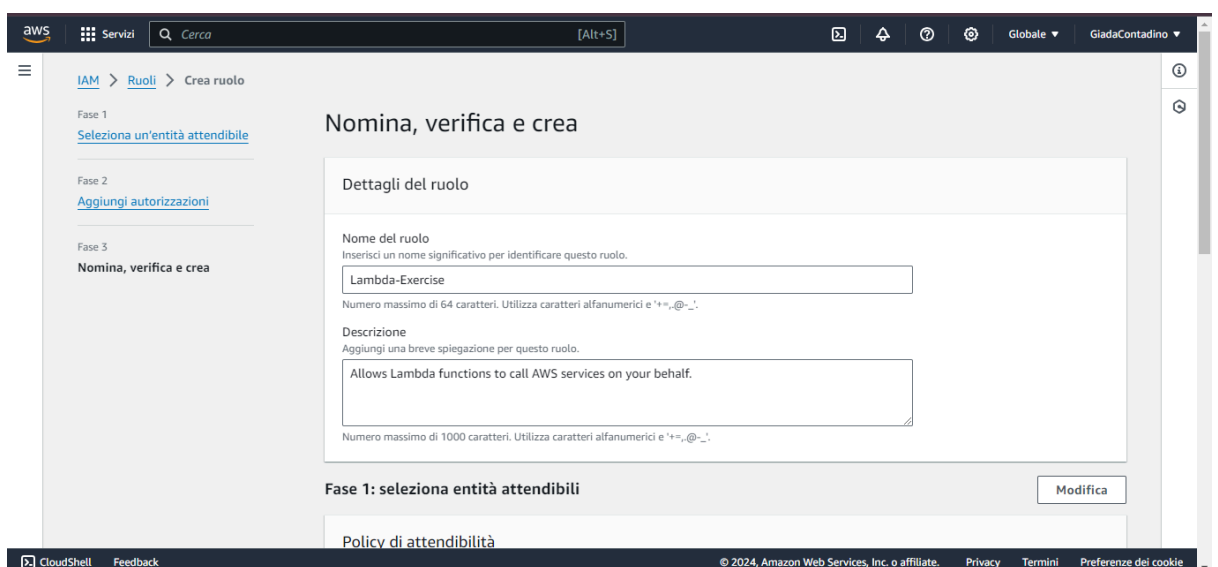 aws
Servizi
Cerca
[Alt+S]
Globale ▼
GiadaContadino ▼
IAM > Ruoli > Crea ruolo
Fase 1
Seleziona un'entità attendibile
Fase 2
Aggiungi autorizzazioni
Fase 3
Nomina, verifica e crea
Nomina, verifica e crea
Dettagli del ruolo
Nome del ruolo
Inserisci un nome significativo per identificare questo ruolo.
Lambda-Exercise
Numero massimo di 64 caratteri. Utilizza caratteri alfanumerici e '+=,.@-_'.
Descrizione
Aggiungi una breve spiegazione per questo ruolo.
Allows Lambda functions to call AWS services on your behalf.
Numero massimo di 1000 caratteri. Utilizza caratteri alfanumerici e '+=,.@-_'.
Fase 1: seleziona entità attendibili
Modifica
Policy di attendibilità
CloudShell
Feedback
© 2024, Amazon Web Services, Inc. o affiliate.
Privacy
Termini
Preferenze dei cookie